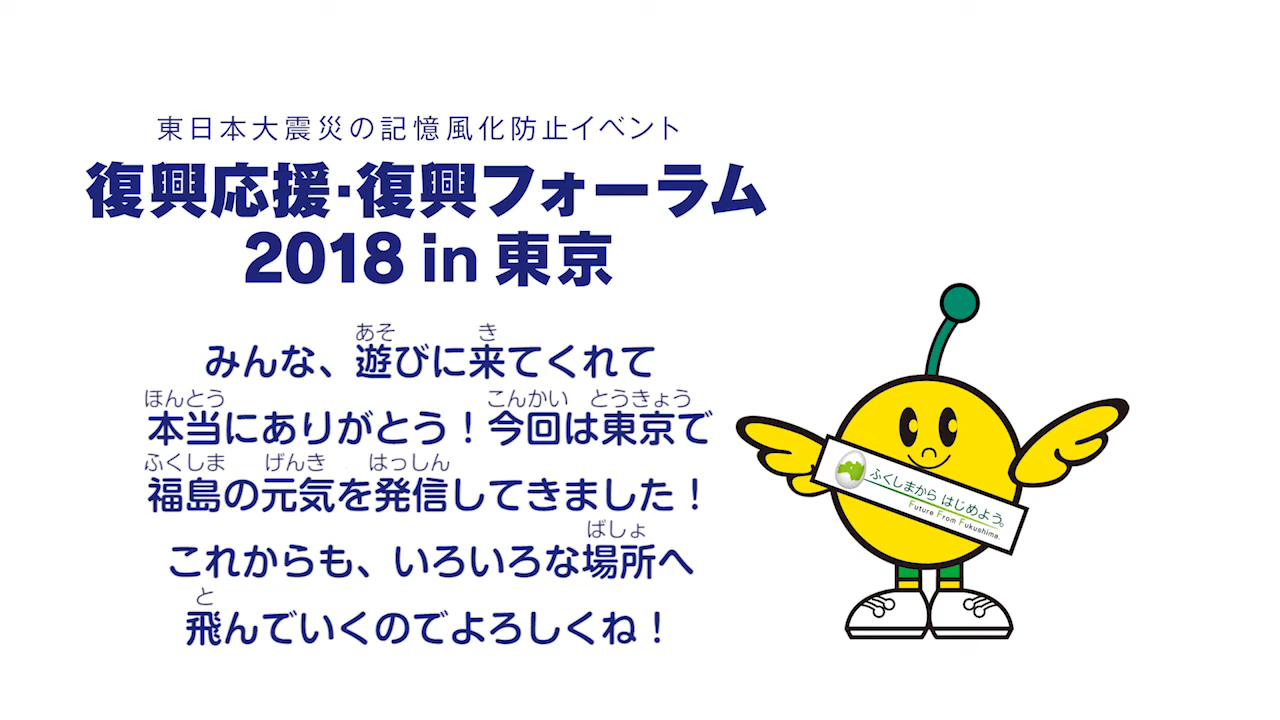 東日本大震災の記憶風化防止イベント
復興応援・復興フォーラム
2018 in 東京
あそ き
みんな、遊びに来てくれて
ほんとう こんかい とうきょう
本当にありがとう！今回は東京で
ふくしま げんき はっしん
福島の元気を発信してきました！
ばしょ
これからも、いろいろな場所へ
と
飛んでいくのでよろしくね！
ふくしまから はじめよう。
Future From Fukushima.